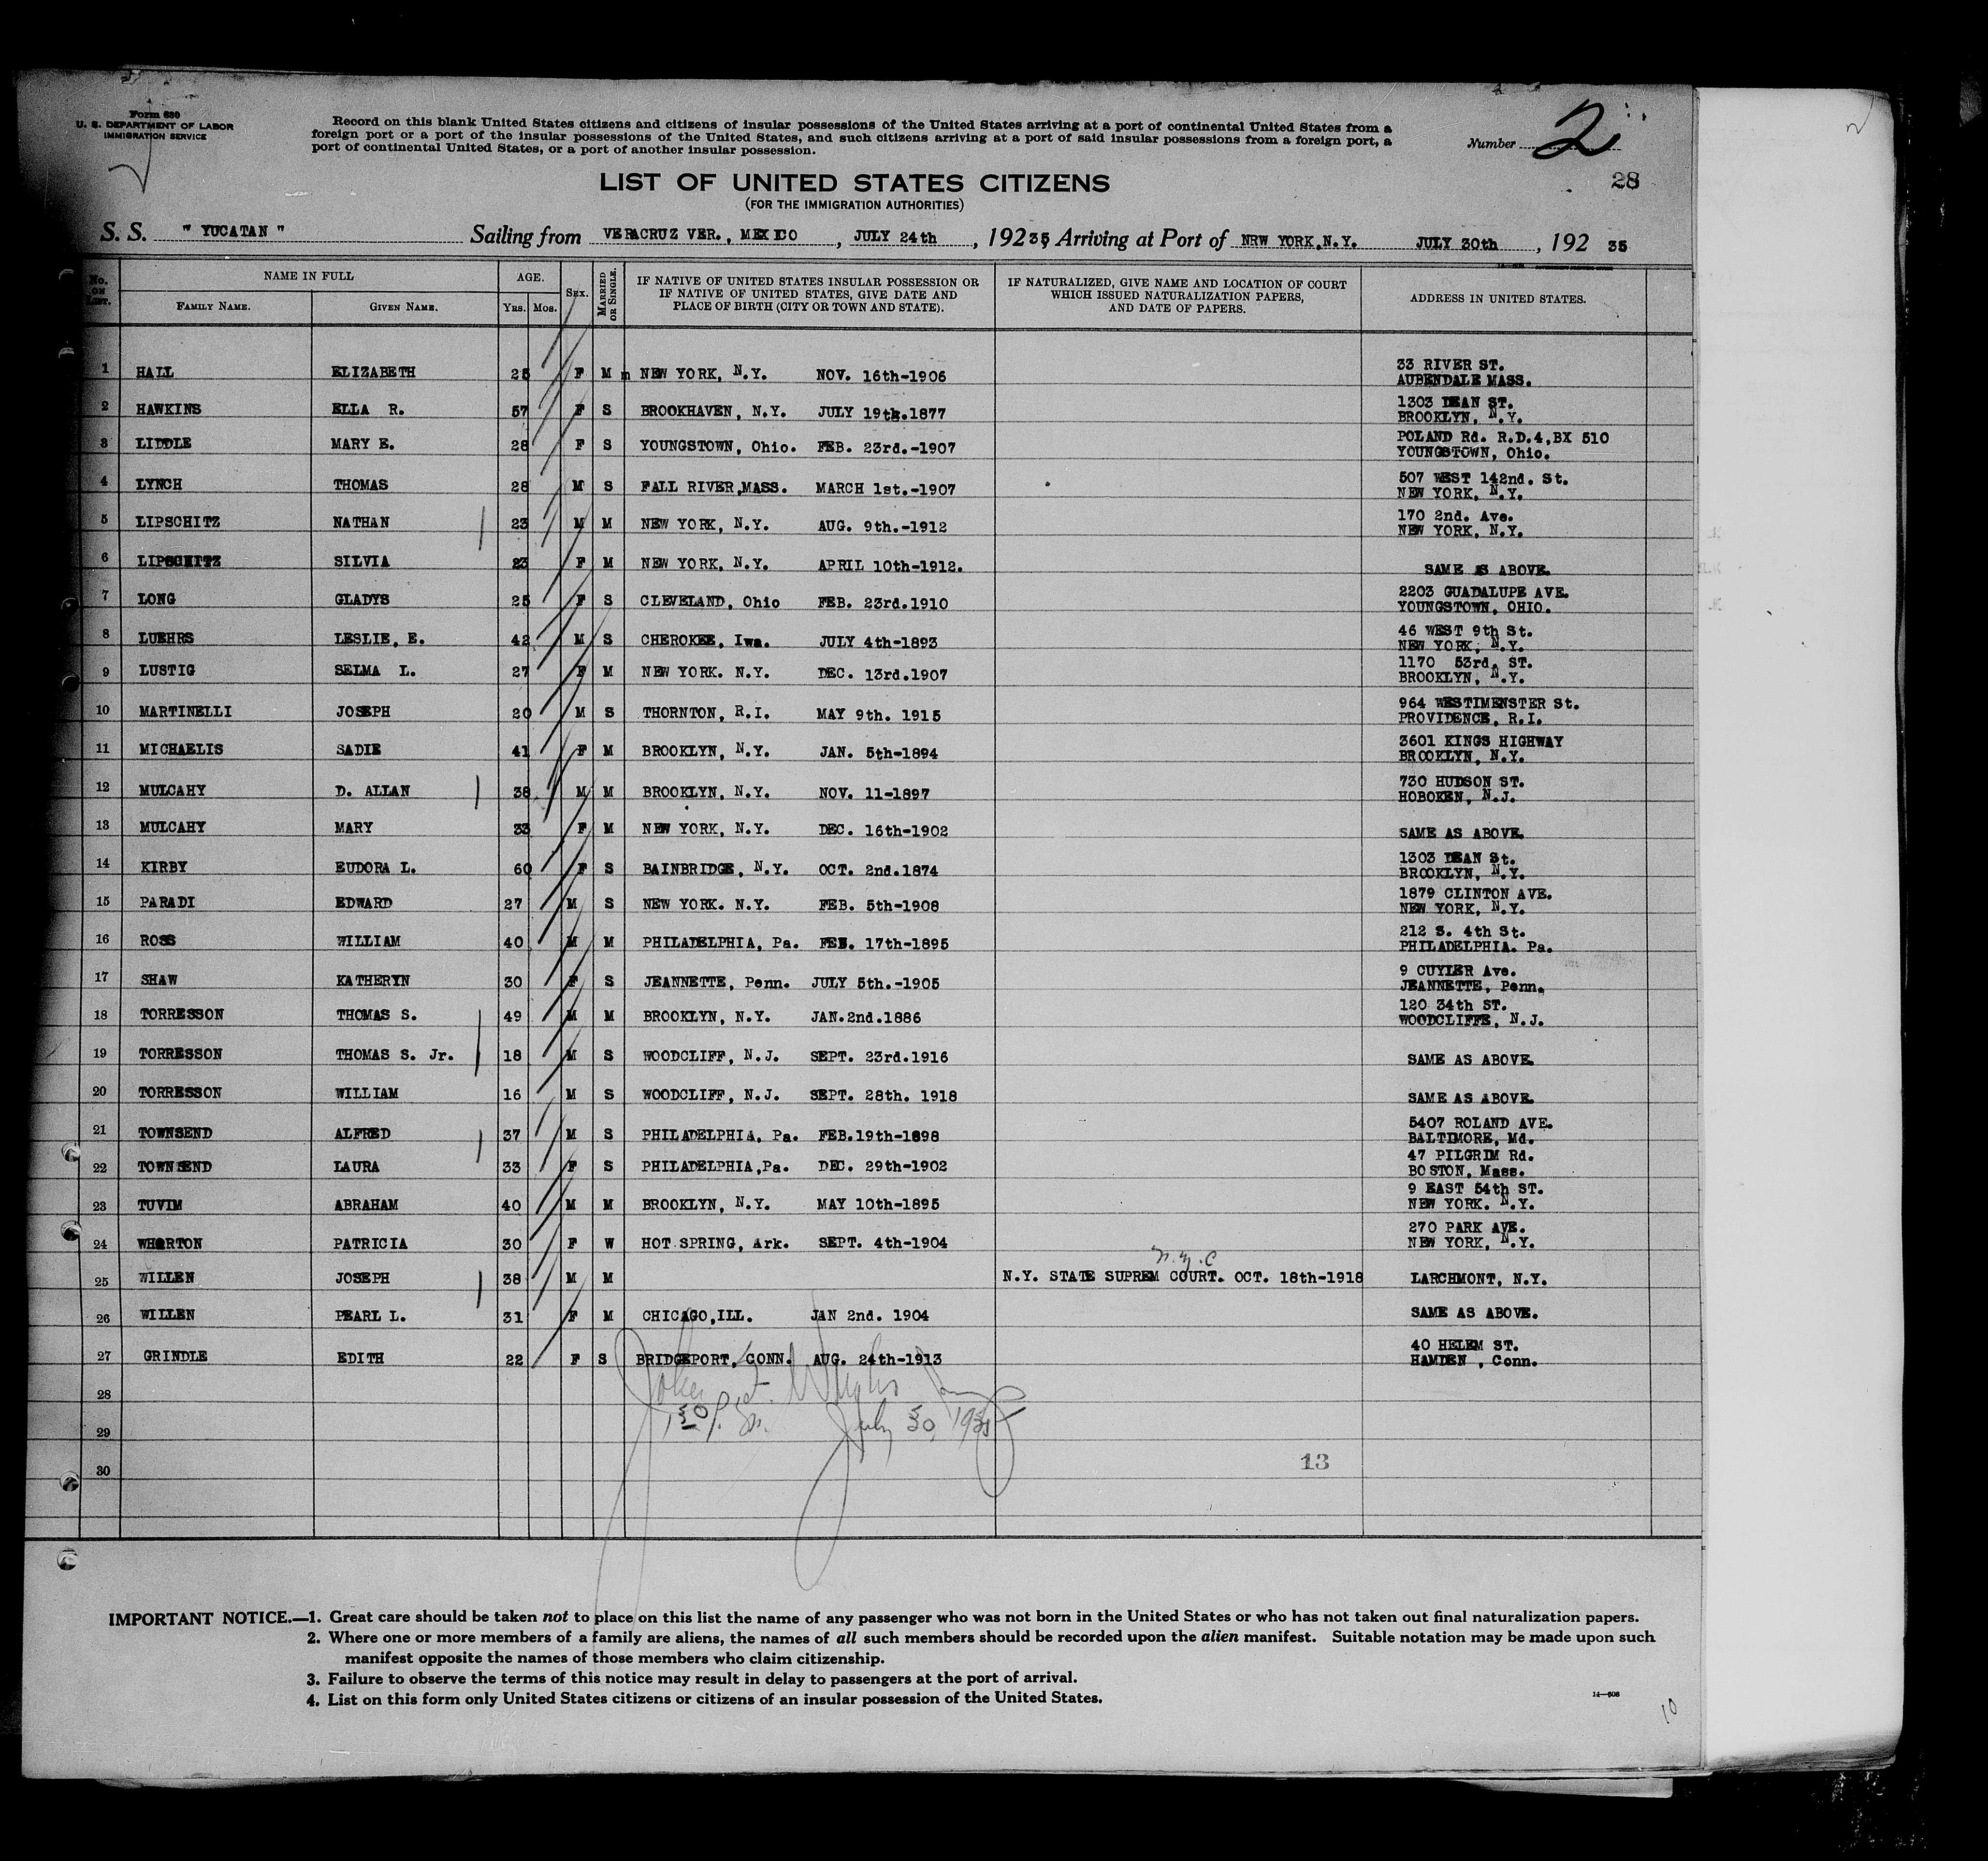 Form 630
U. S. DEPARTMENT OF LABOR
IMMIGRATION SERVICE
Record on this blank United States citizens and citizens of insular possessions of the United States arriving at a port of continental United States from a
foreign port or a port of the insular possessions of the United States, and such citizens arriving at a port of said insular possessions from a foreign port, a
port of continental United States, or a port of another insular possession.
Number 2
28
LIST OF UNITED STATES CITIZENS
(FOR THE IMMIGRATION AUTHORITIES)
S. S. " YUCATAN " Sailing from VERACRUZ VER., MEXICO , JULY 24th , 19235 Arriving at Port of NRW YORK,N.Y. JULY 30th , 192 35
No. ON LIST. NAME IN FULL AGE. SEX. MARRIED OR SINGLE. IF NATIVE OF UNITED STATES INSULAR POSSESSION OR IF NATIVE OF UNITED STATES, GIVE DATE AND PLACE OF BIRTH (CITY OR TOWN AND STATE). IF NATURALIZED, GIVE NAME AND LOCATION OF COURT WHICH ISSUED NATURALIZATION PAPERS, AND DATE OF PAPERS. ADDRESS IN UNITED STATES.
FAMILY NAME. GIVEN NAME. YRS. MOS.
1 HALL ELIZABETH 28 F M m NEW YORK, N.Y. NOV. 16th-1906 33 RIVER ST.
AUBENDALE MASS.
2 HAWKINS ELLA R. 57 F S BROOKHAVEN, N.Y. JULY 19th.1877 1303 DEAN ST.
BROOKLYN, N.Y.
3 LIDDLE MARY E. 28 F S YOUNGSTOWN, Ohio. FEB. 23rd.-1907 POLAND Rd. R.D.4,BX 510
YOUNGSTOWN, Ohio.
4 LYNCH THOMAS 28 M S FALL RIVER,MASS. MARCH 1st.-1907 507 WEST 142nd. St.
NEW YORK, N.Y.
5 LIPSCHITZ NATHAN 23 M M NEW YORK, N.Y. AUG. 9th.-1912 170 2nd. Ave.
NEW YORK, N.Y.
6 LIPSCHITZ SILVIA 23 F M NEW YORK, N.Y. APRIL 10th-1912. SAME AS ABOVE.
7 LONG GLADYS 25 F S CLEVELAND, Ohio FEB. 23rd.1910 2203 GUADALUPE AVE.
YOUNGSTOWN, OHIO.
8 LUEHRS LESLIE, E. 42 M S CHEROKEE, Iwa. JULY 4th-1893 46 WEST 9th St.
NEW YORK, N.Y.
9 LUSTIG SELMA L. 27 F M NEW YORK. N.Y. DEC. 13rd.1907 1170 53rd. ST.
BROOKLYN, N.Y.
10 MARTINELLI JOSEPH 20 M S THORNTON, R.I. MAY 9th. 1915 964 WESTIMENSTER St.
PROVIDENCE, R.I.
11 MICHAELIS SADIE 41 F M BROOKLYN, N.Y. JAN. 5th-1894 3601 KINGS HIGHWAY
BROOKLYN, N.Y.
12 MULCAHY D. ALLAN 38 M M BROOKLYN, N.Y. NOV. 11-1897 730 HUDSON ST.
HOBOKEN, N.J.
13 MULCAHY MARY 33 F M NEW YORK, N.Y. DEC. 16th-1902 SAME AS ABOVE.
14 KIRBY EUDORA L. 60 F S BAINBRIDGE, N.Y. OCT. 2nd.1874 1303 DEAN St.
BROOKLYN, N.Y.
15 PARADI EDWARD 27 M S NEW YORK. N.Y. FEB. 5th-1908 1879 CLINTON AVE.
NEW YORK, N.Y.
16 ROSS WILLIAM 40 M M PHILADELPHIA, Pa. FEB. 17th-1895 212 S. 4th St.
PHILADELPHIA. Pa.
17 SHAW KATHERYN 30 F S JEANNETTE, Penn. JULY 5th.-1905 9 CUYLER Ave.
JEANNETTE, Penn.
18 TORRESSON THOMAS S. 49 M M BROOKLYN, N.Y. JAN.2nd.1886 120 34th ST.
WOODCLIFFE, N.J.
19 TORRESSON THOMAS S. Jr. 18 M S WOODCLIFF, N.J. SEPT. 23rd.1916 SAME AS ABOVE.
20 TORRESSON WILLIAM 16 M S WOODCLIFF, N.J. SEPT. 28th. 1918 SAME AS ABOVE.
21 TOWNSEND ALFRED 37 M S PHILADELPHIA, Pa. FEB.19th-1898 5407 ROLAND AVE.
BALTIMORE, Md.
22 TOWNSEND LAURA 33 F S PHILADELPHIA,Pa. DEC. 29th-1902 47 PILGRIM Rd.
BOSTON, Mass.
23 TUVIM ABRAHAM 40 M M BROOKLYN, N.Y. MAY 10th-1895 9 EAST 54th ST.
NEW YORK. N.Y.
24 WHARTON PATRICIA 30 F W HOT SPRING, Ark. SEPT. 4th-1904 270 PARK AVE.
NEW YORK, N.Y.
N.Y.C
25 WILLEN JOSEPH 38 M M N.Y. STATE SUPREM COURT. OCT. 18th-1918 LARCHMONT, N.Y.
26 WILLEN PEARL L. 31 F M CHICAGO,ILL. JAN 2nd. 1904 SAME AS ABOVE.
27 GRINDLE EDITH 22 F S BRIDGEPORT, CONN. AUG. 24th-1913 40 HELEM ST.
HAMDEN , Conn.
28 John
29 July 30, 1935
30
13
IMPORTANT NOTICE.—1. Great care should be taken not to place on this list the name of any passenger who was not born in the United States or who has not taken out final naturalization papers.
2. Where one or more members of a family are aliens, the names of all such members should be recorded upon the alien manifest. Suitable notation may be made upon such
manifest opposite the names of those members who claim citizenship.
3. Failure to observe the terms of this notice may result in delay to passengers at the port of arrival.
4. List on this form only United States citizens or citizens of an insular possession of the United States.
14—608
10